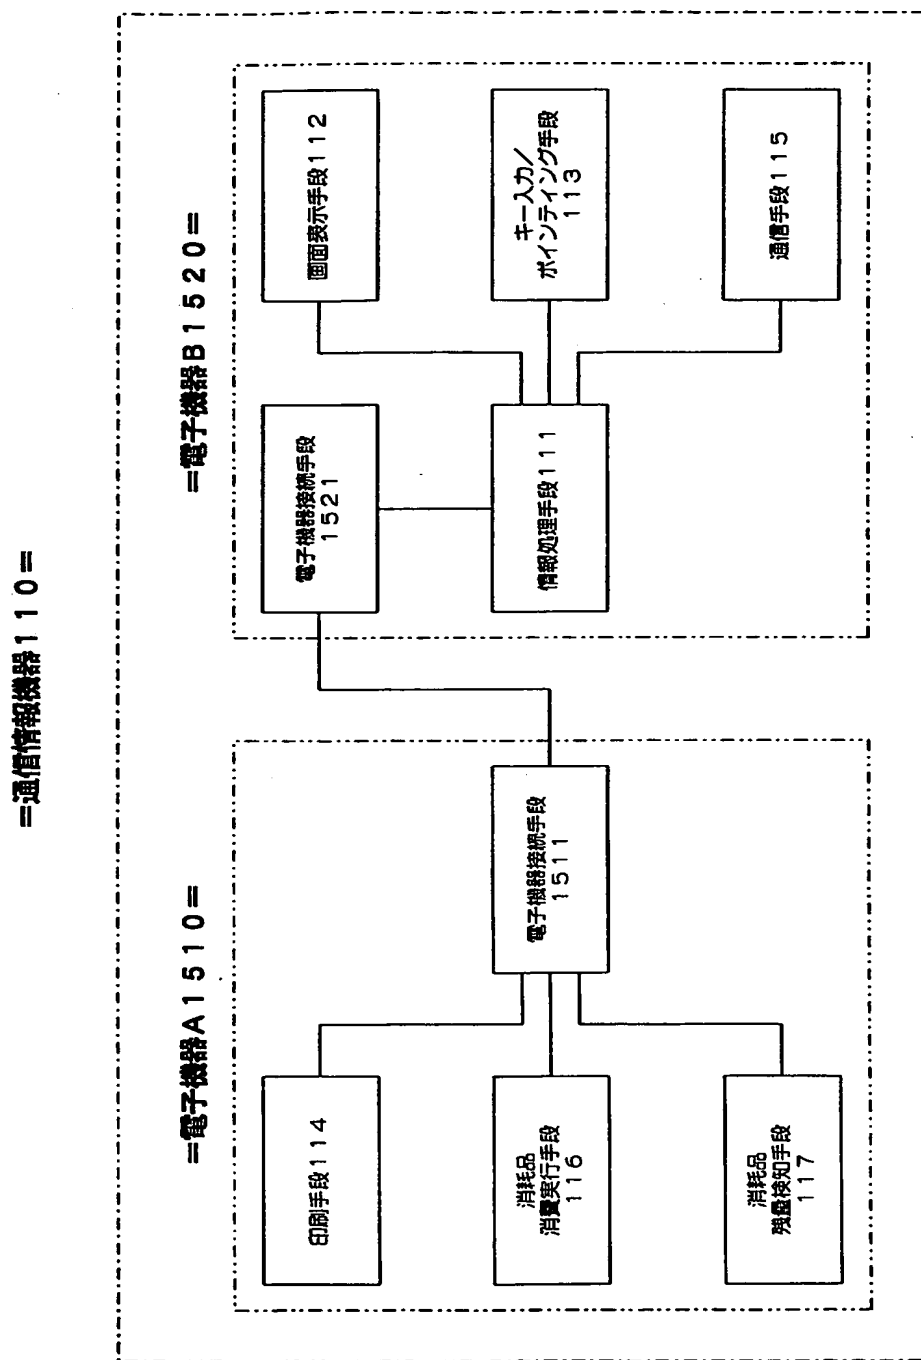 =通信情報機器110=
=電子機器A1510=
印刷手段114
消耗品
消費実行手段
116
消耗品
残量検知手段
117
電子機器接続手段
1511
=電子機器B1520=
電子機器接続手段
1521
情報処理手段111
画面表示手段112
キー入力/
ポインティング手段
113
通信手段115